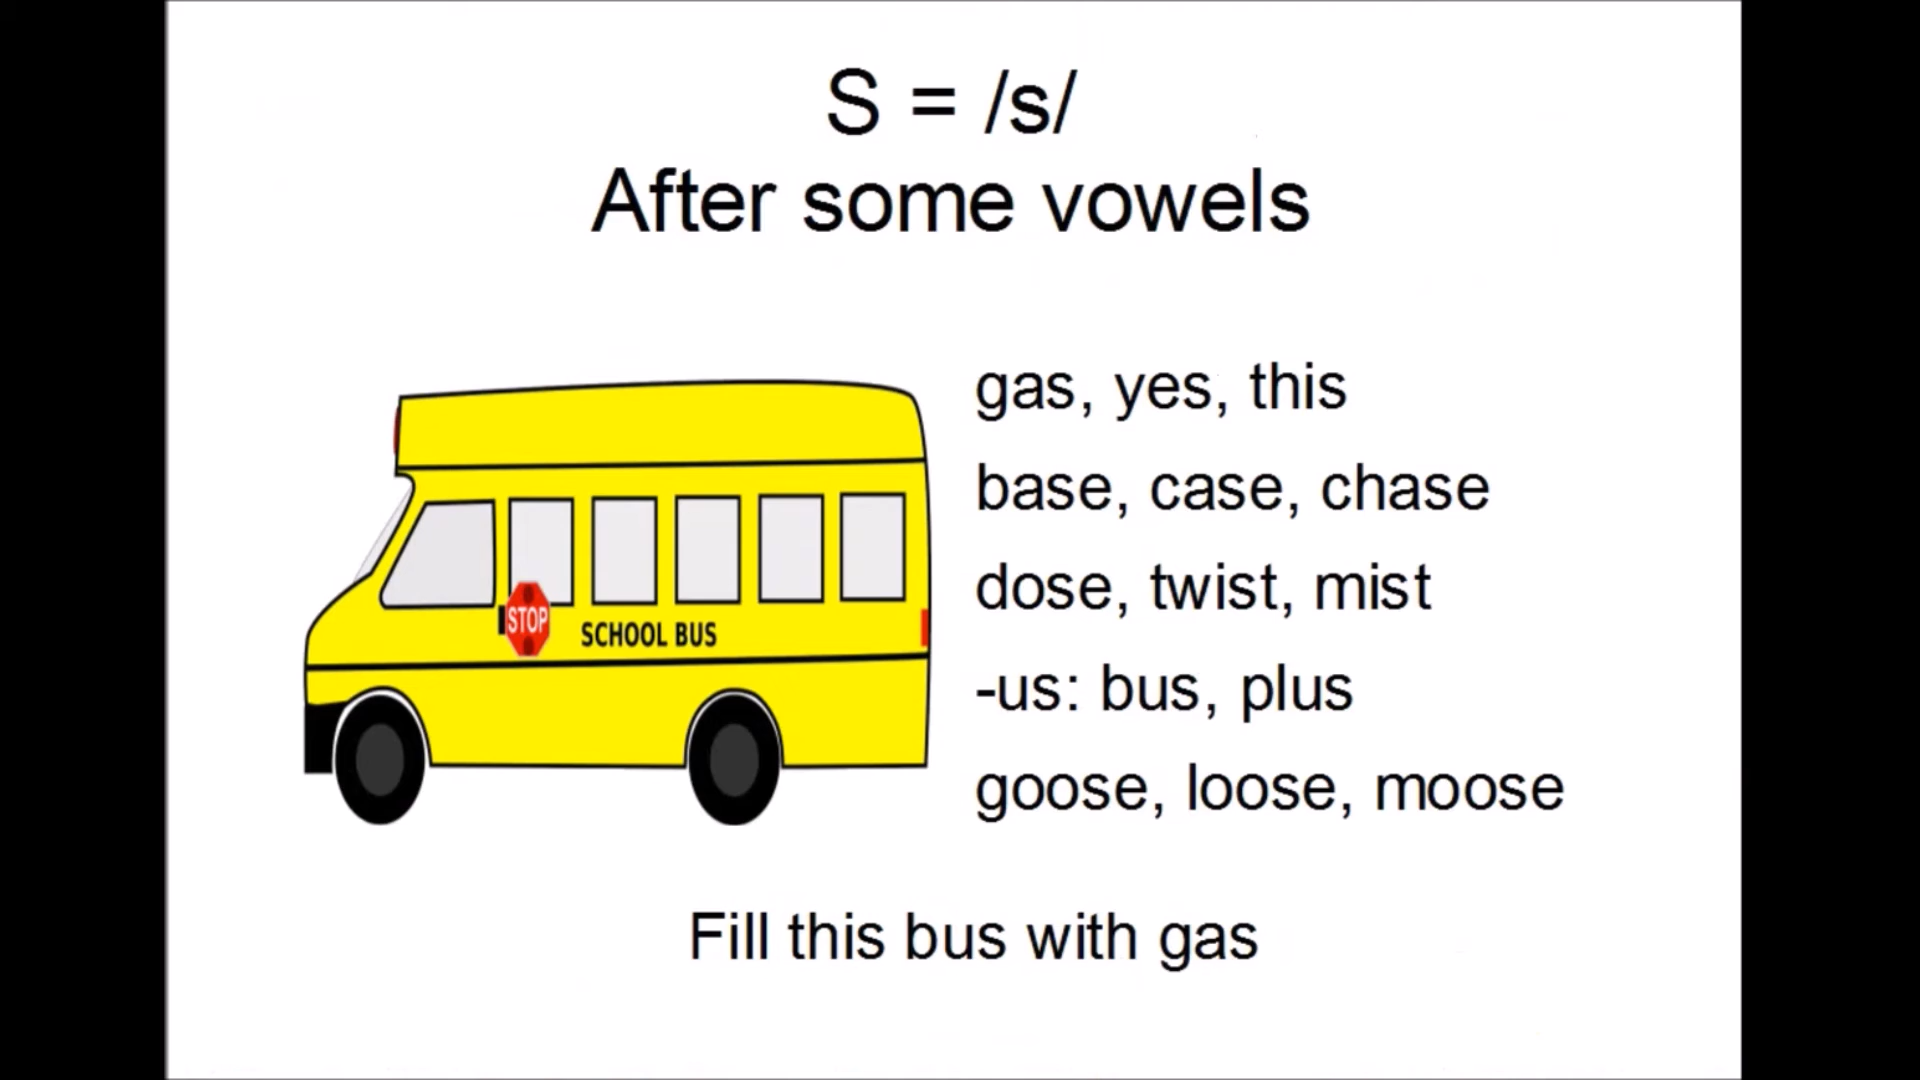 S = /s/
After some vowels
gas, yes, this
base, case, chase
dose, twist, mist
-us: bus, plus
goose, loose, moose
STOP
SCHOOL BUS
Fill this bus with gas